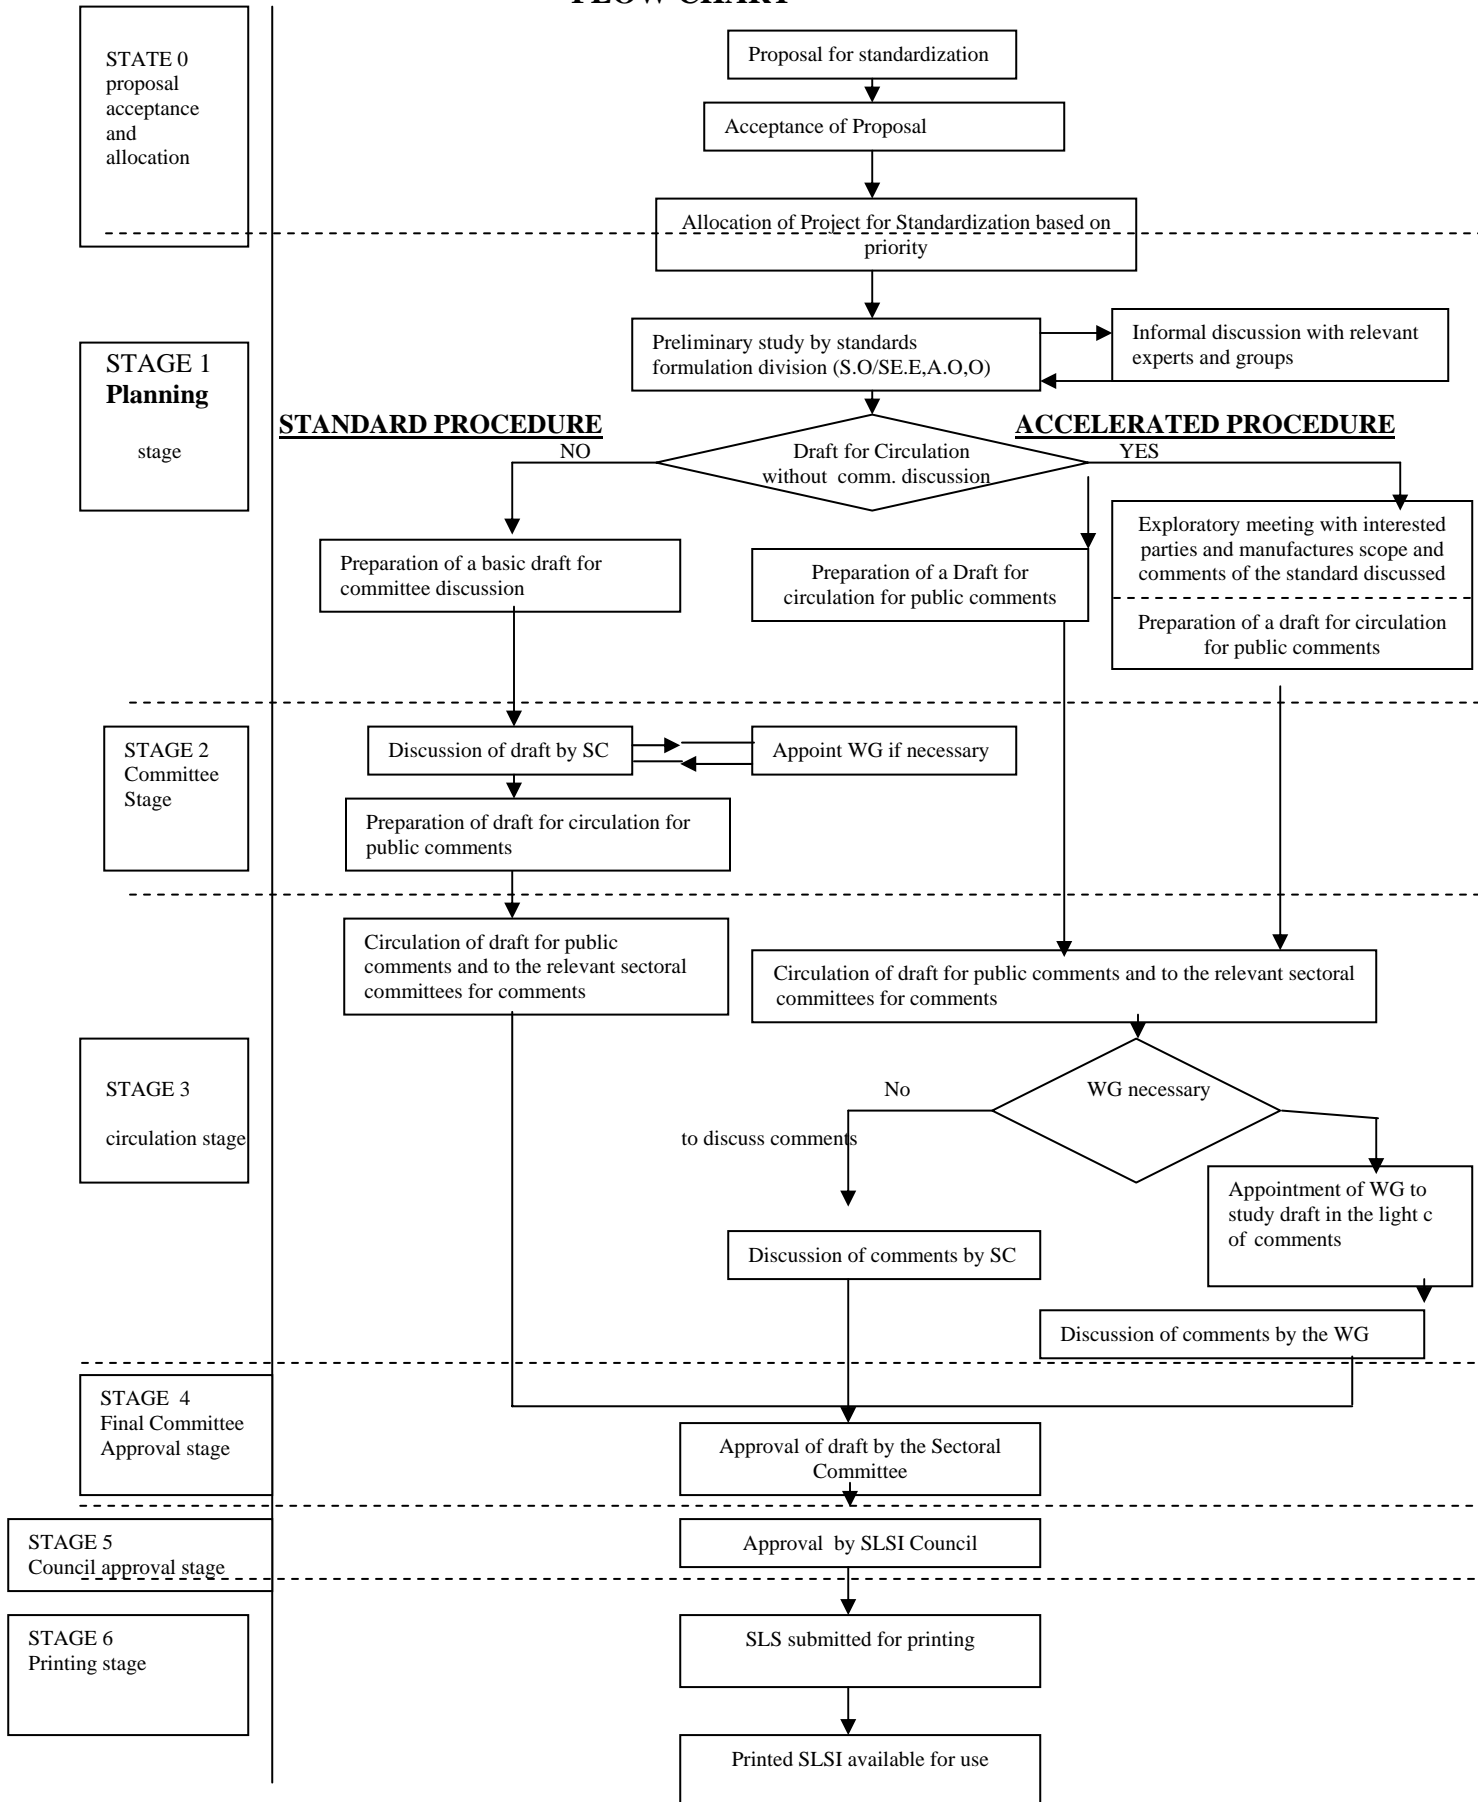 FLOW CHART
STATE 0
proposal
acceptance
and
allocation
Proposal for standardization
Acceptance of Proposal
Allocation of Project for Standardization based on
priority
STAGE 1
Planning
stage
Preliminary study by standards
formulation division (S.O/SE.E,A.O,O)
Informal discussion with relevant
experts and groups
STANDARD PROCEDURE
ACCELERATED PROCEDURE
NO
Draft for Circulation
without comm. discussion
YES
Preparation of a basic draft for
committee discussion
Preparation of a Draft for
circulation for public comments
Exploratory meeting with interested
parties and manufactures scope and
comments of the standard discussed
Preparation of a draft for circulation
for public comments
STAGE 2
Committee
Stage
Discussion of draft by SC
Appoint WG if necessary
Preparation of draft for circulation for
public comments
Circulation of draft for public
comments and to the relevant sectoral
committees for comments
Circulation of draft for public comments and to the relevant sectoral
committees for comments
STAGE 3
circulation stage
No
WG necessary
to discuss comments
Appointment of WG to
study draft in the light c
of comments
Discussion of comments by SC
Discussion of comments by the WG
STAGE 4
Final Committee
Approval stage
Approval of draft by the Sectoral
Committee
STAGE 5
Council approval stage
Approval by SLSI Council
STAGE 6
Printing stage
SLS submitted for printing
Printed SLSI available for use